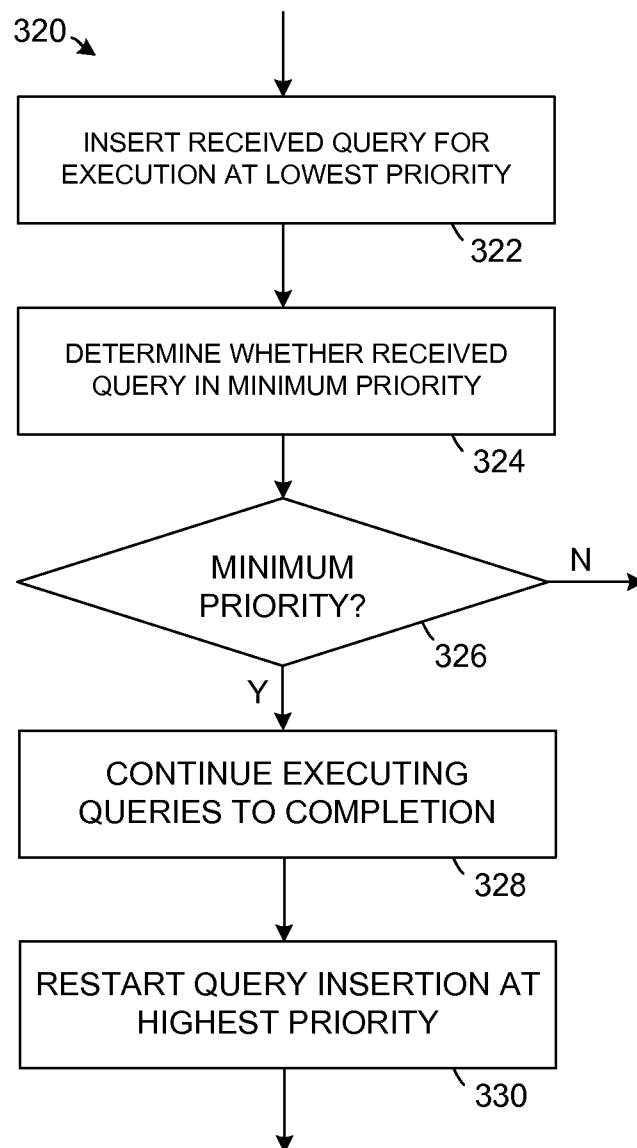 320
INSERT RECEIVED QUERY FOR
EXECUTION AT LOWEST PRIORITY
322
DETERMINE WHETHER RECEIVED
QUERY IN MINIMUM PRIORITY
324
MINIMUM
PRIORITY?
N
326
Y
CONTINUE EXECUTING
QUERIES TO COMPLETION
328
RESTART QUERY INSERTION AT
HIGHEST PRIORITY
330